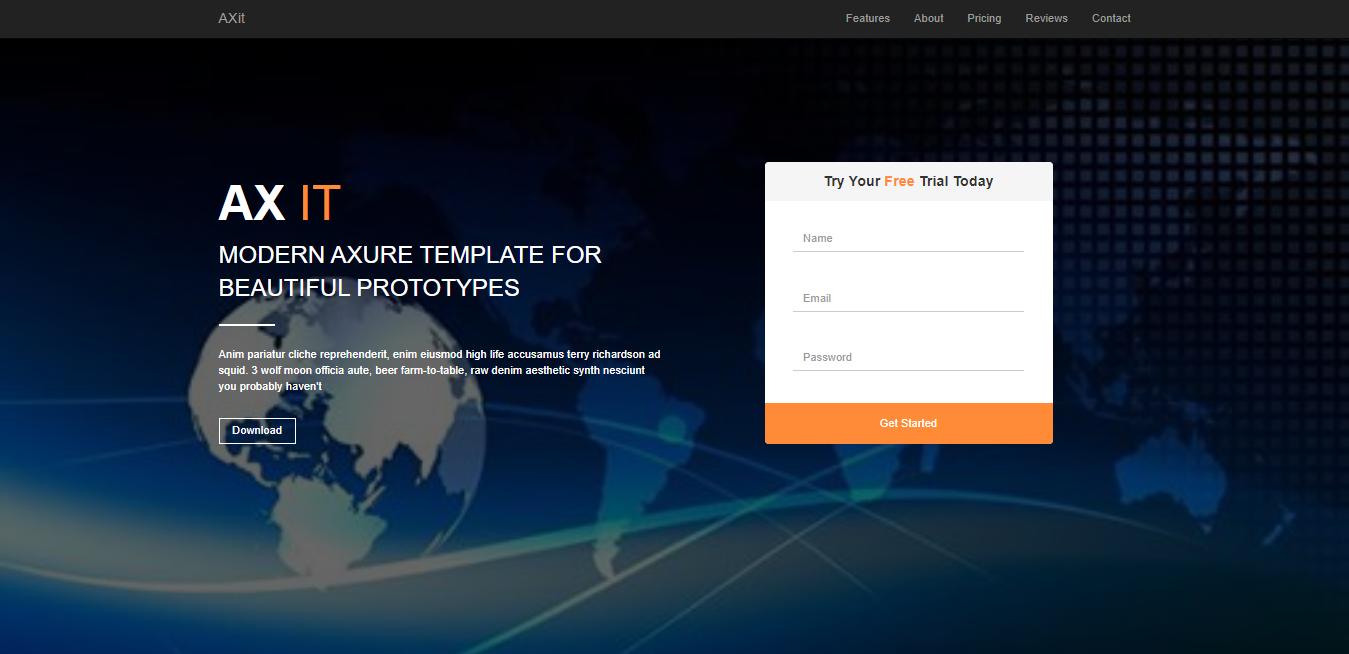 AXit
Features About Pricing Reviews Contact
AX IT
MODERN AXURE TEMPLATE FOR
BEAUTIFUL PROTOTYPES
Anim pariatur cliche reprehenderit, enim eiusmod high life accusamus terry richardson ad
squid. 3 wolf moon officia aute, beer farm-to-table, raw denim aesthetic synth nesciunt
you probably haven't
Download
Try Your Free Trial Today
Name
Email
Password
Get Started